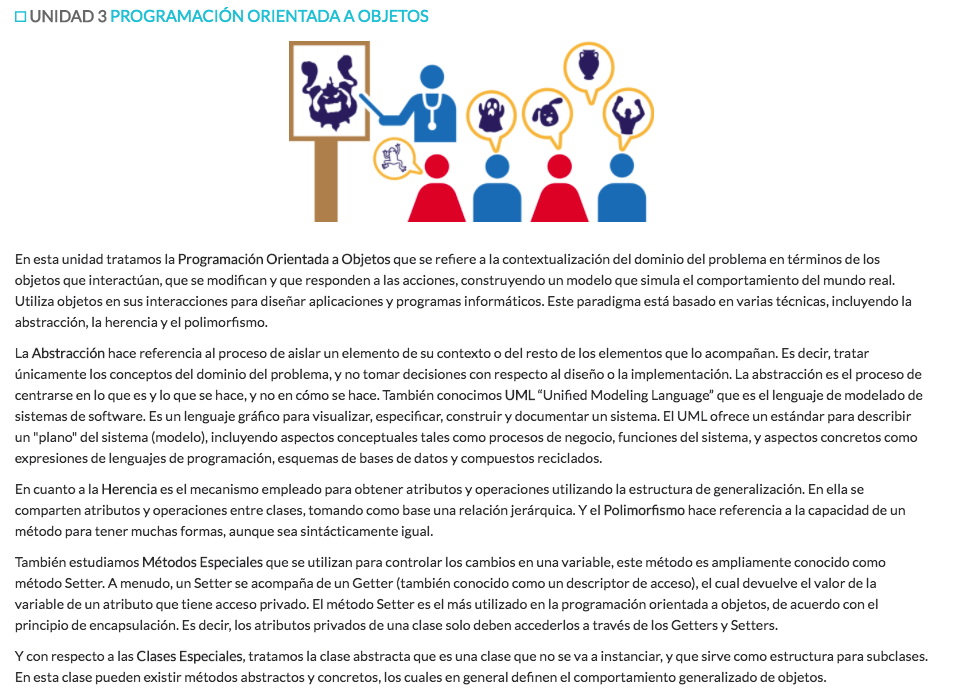 UNIDAD 3 PROGRAMACIÓN ORIENTADA A OBJETOS
En esta unidad tratamos la Programación Orientada a Objetos que se refiere a la contextualización del dominio del problema en términos de los
objetos que interactúan, que se modifican y que responden a las acciones, construyendo un modelo que simula el comportamiento del mundo real.
Utiliza objetos en sus interacciones para diseñar aplicaciones y programas informáticos. Este paradigma está basado en varias técnicas, incluyendo la
abstracción, la herencia y el polimorfismo.
La Abstracción hace referencia al proceso de aislar un elemento de su contexto o del resto de los elementos que lo acompañan. Es decir, tratar
únicamente los conceptos del dominio del problema, y no tomar decisiones con respecto al diseño o la implementación. La abstracción es el proceso de
centrarse en lo que es y lo que se hace, y no en cómo se hace. También conocimos UML “Unified Modeling Language” que es el lenguaje de modelado de
sistemas de software. Es un lenguaje gráfico para visualizar, especificar, construir y documentar un sistema. El UML ofrece un estándar para describir
un "plano" del sistema (modelo), incluyendo aspectos conceptuales tales como procesos de negocio, funciones del sistema, y aspectos concretos como
expresiones de lenguajes de programación, esquemas de bases de datos y compuestos reciclados.
En cuanto a la Herencia es el mecanismo empleado para obtener atributos y operaciones utilizando la estructura de generalización. En ella se
comparten atributos y operaciones entre clases, tomando como base una relación jerárquica. Y el Polimorfismo hace referencia a la capacidad de un
método para tener muchas formas, aunque sea sintácticamente igual.
También estudiamos Métodos Especiales que se utilizan para controlar los cambios en una variable, este método es ampliamente conocido como
método Setter. A menudo, un Setter se acompaña de un Getter (también conocido como un descriptor de acceso), el cual devuelve el valor de la
variable de un atributo que tiene acceso privado. El método Setter es el más utilizado en la programación orientada a objetos, de acuerdo con el
principio de encapsulación. Es decir, los atributos privados de una clase solo deben accederlos a través de los Getters y Setters.
Y con respecto a las Clases Especiales, tratamos la clase abstracta que es una clase que no se va a instanciar, y que sirve como estructura para subclases.
En esta clase pueden existir métodos abstractos y concretos, los cuales en general definen el comportamiento generalizado de objetos.